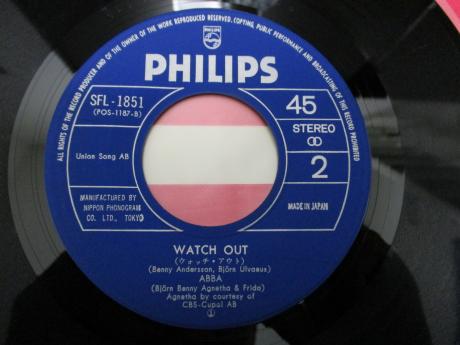 ALL RIGHTS OF THE RECORD PRODUCER AND OF THE OWNER OF THE WORK REPRODUCED RESERVED. COPYING, PUBLIC PERFORMANCE AND BROADCASTING OF THIS RECORD PROHIBITED
PHILIPS
PHILIPS
SFL-1851
(POS-1187-B)
45
STEREO
2
Union Song AB
MANUFACTURED BY
NIPPON PHONOGRAM
CO. LTD., TOKYO
MADE IN JAPAN
WATCH OUT
(ウォッチ・アウト)
(Benny Andersson, Björn Ulvaeus)
ABBA
(Björn Benny Agnetha & Frida)
Agnetha by courtesy of
CBS-Cupol AB